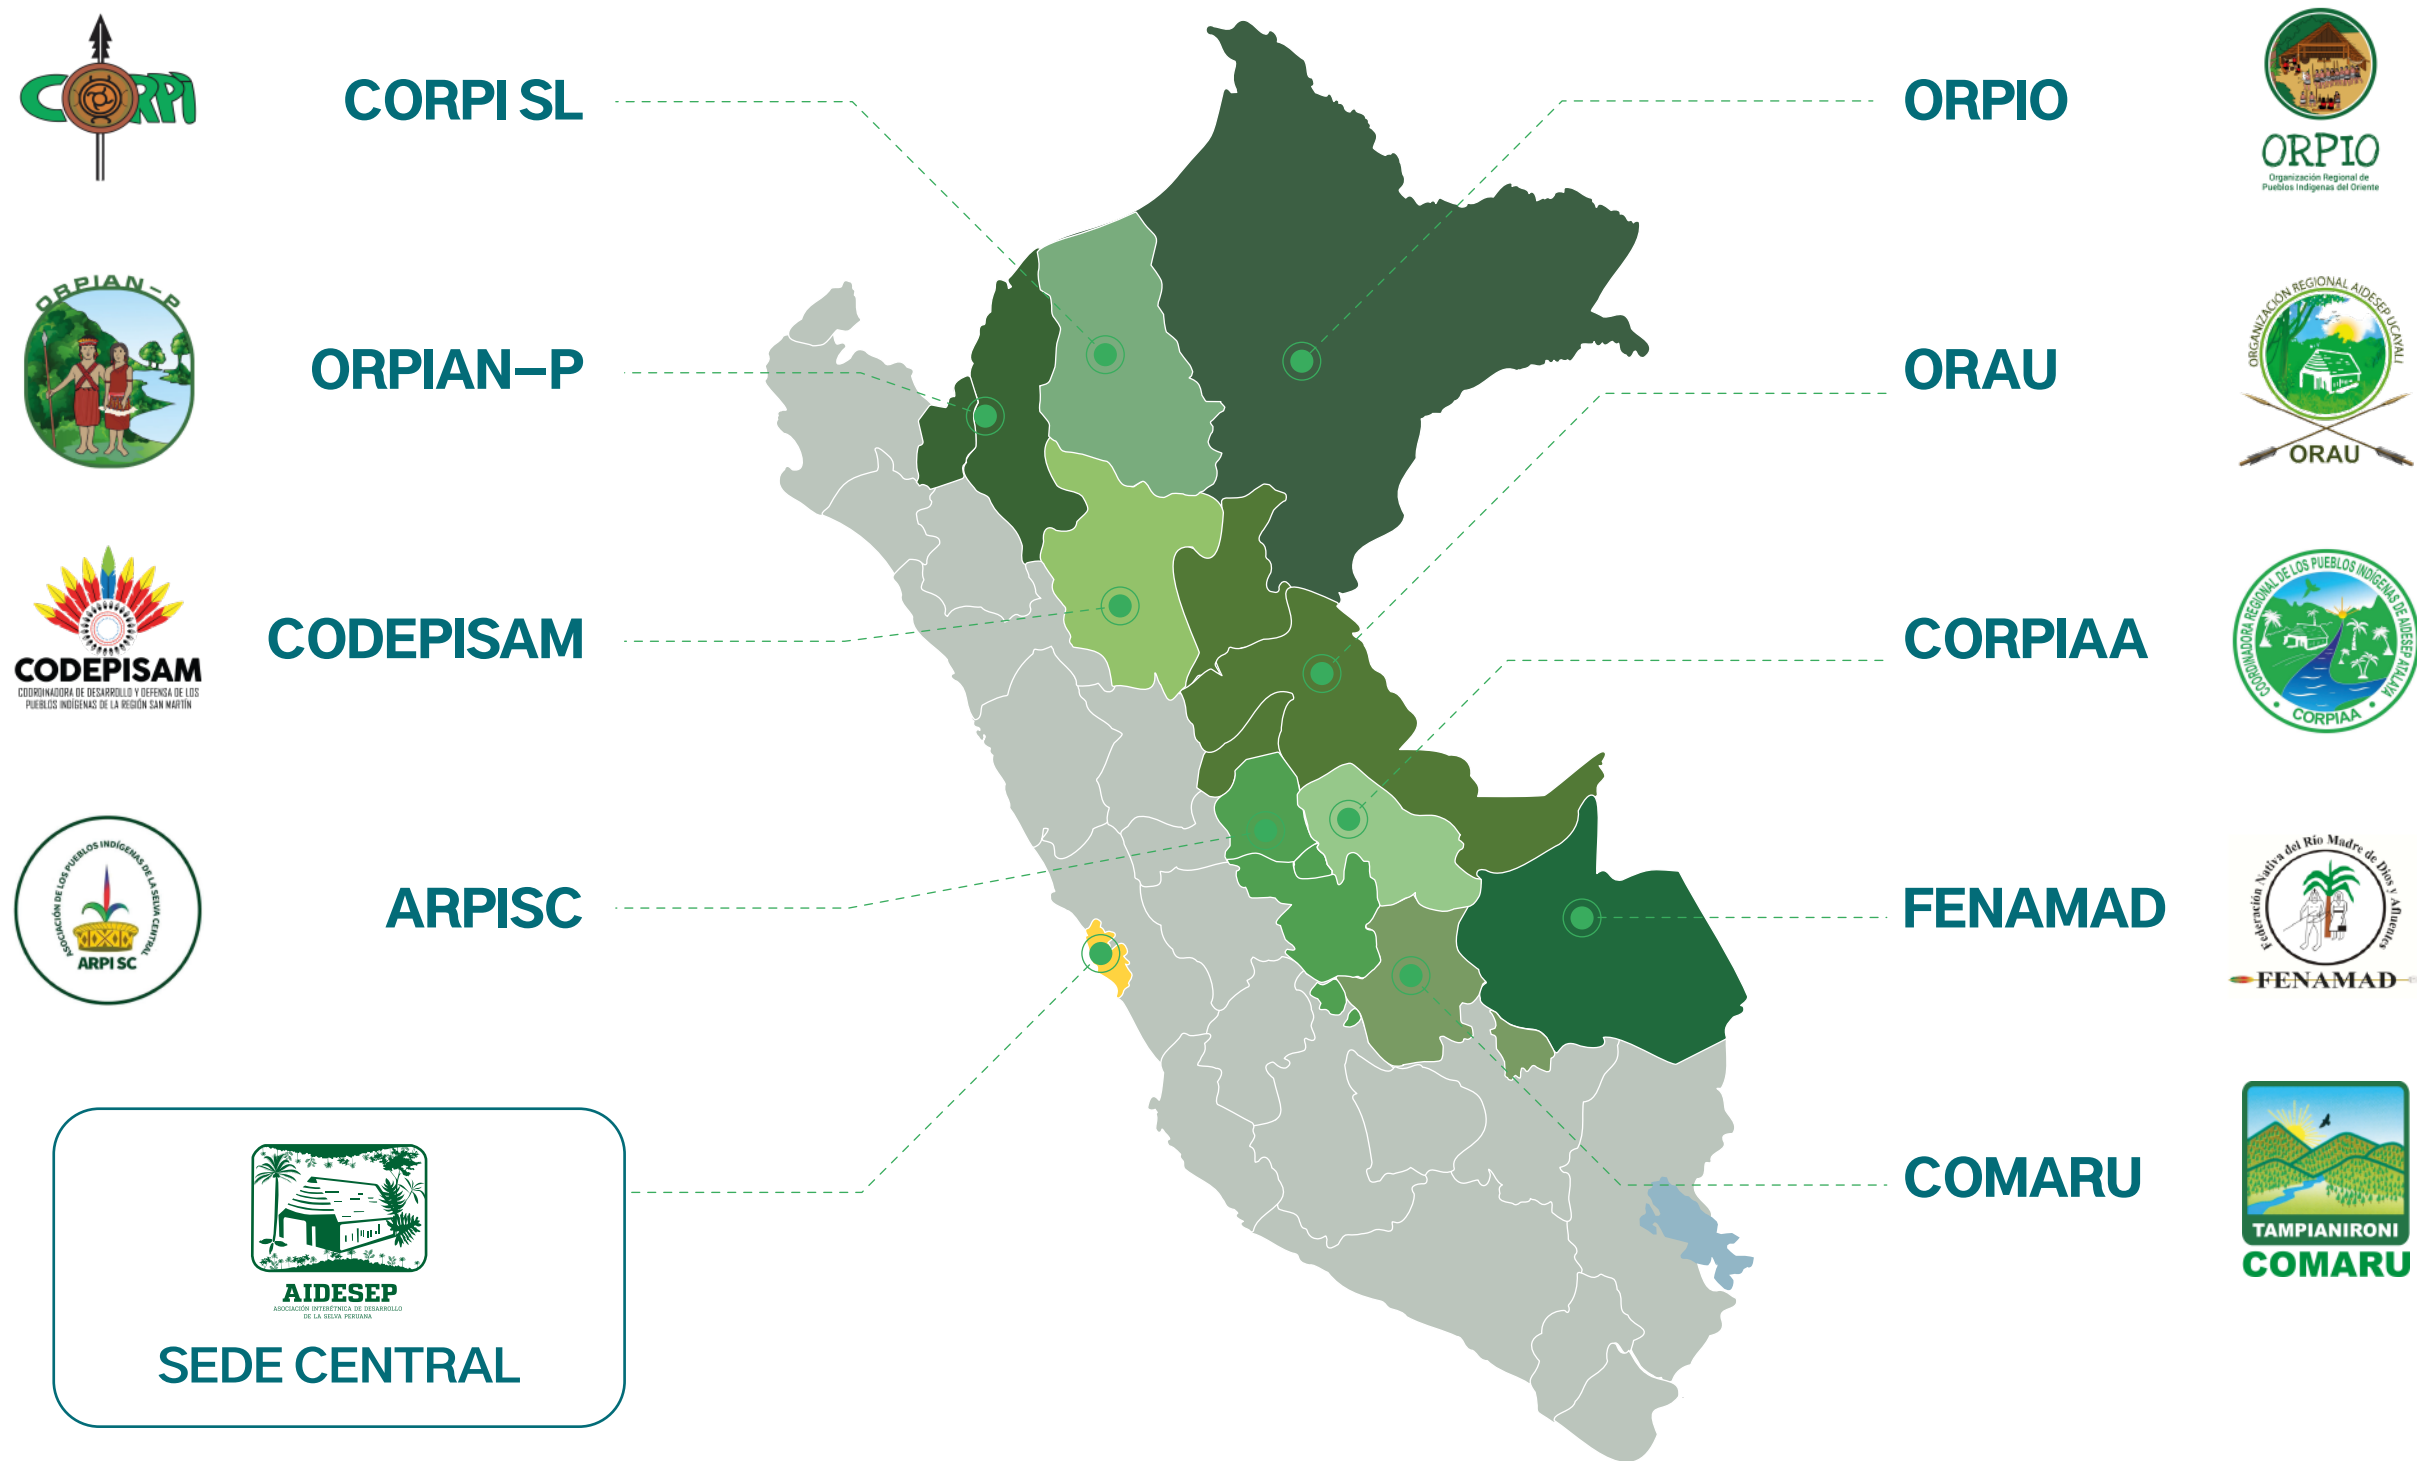 CORPI
CORPI SL
ORPIAN-P
ORPIAN–P
CODEPISAM
COORDINADORA DE DESARROLLO Y DEFENSA DE LOS
PUEBLOS INDÍGENAS DE LA REGIÓN SAN MARTÍN
CODEPISAM
ASOCIACIÓN DE LOS PUEBLOS INDÍGENAS DE LA SELVA CENTRAL
ARPI SC
ARPISC
AIDESEP
ASOCIACIÓN INTERÉTNICA DE DESARROLLO
DE LA SELVA PERUANA
SEDE CENTRAL
ORPIO
ORPIO
Organización Regional de
Pueblos Indígenas del Oriente
ORAU
ORGANIZACIÓN REGIONAL AIDESEP UCAYALI
ORAU
CORPIAA
COORDINADORA REGIONAL DE LOS PUEBLOS INDÍGENAS DE AIDESEP ATALAYA
CORPIAA
FENAMAD
Federación Nativa del Río Madre de Dios y Afluentes
FENAMAD
COMARU
TAMPIANIRONI
COMARU